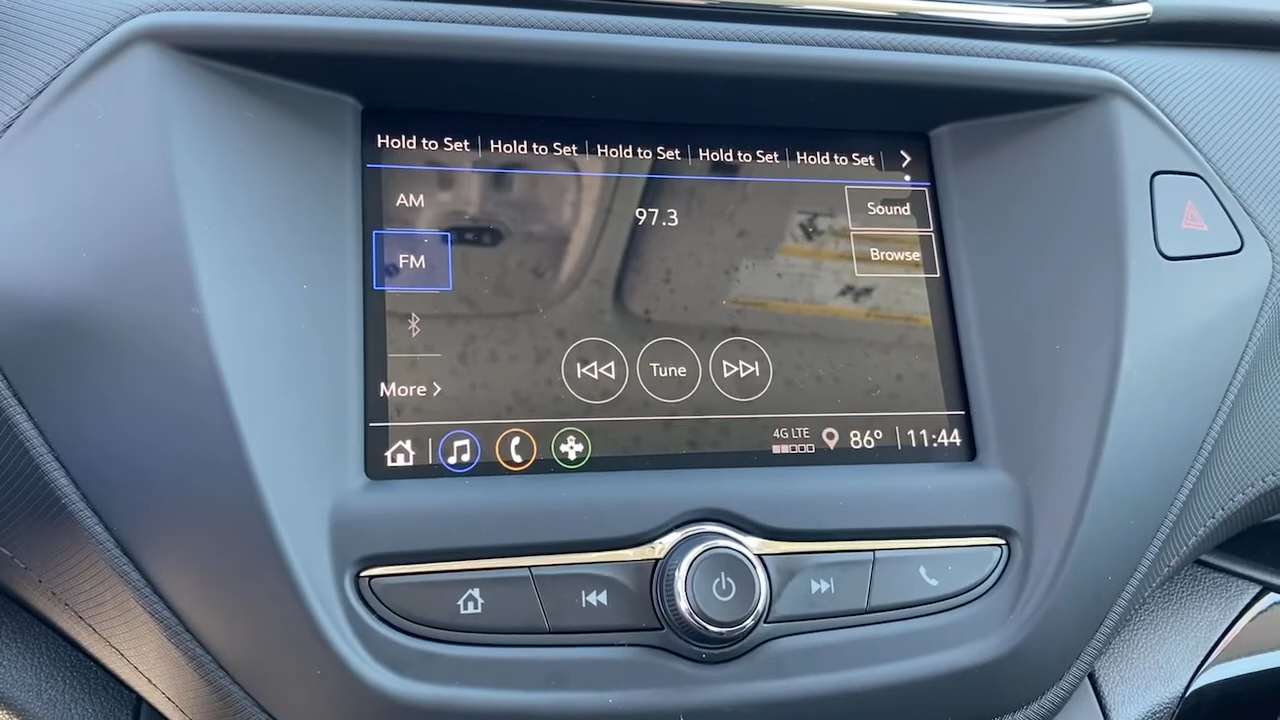 Hold to Set Hold to Set Hold to Set Hold to Set Hold to Set
AM
97.3
Sound
FM
Browse
Tune
More
4G LTE
86° 11:44